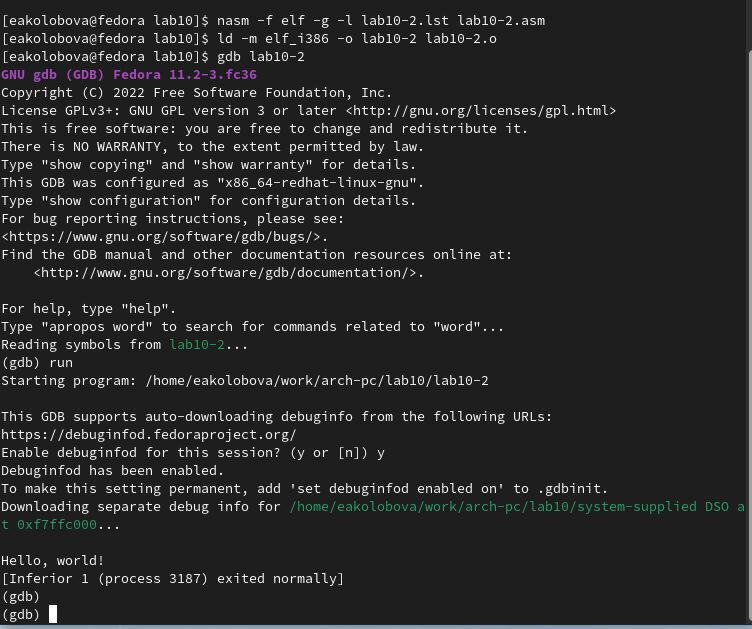 [eakolobova@fedora lab10]$ nasm -f elf -g -l lab10-2.lst lab10-2.asm
[eakolobova@fedora lab10]$ ld -m elf_i386 -o lab10-2 lab10-2.o
[eakolobova@fedora lab10]$ gdb lab10-2
GNU gdb (GDB) Fedora 11.2-3.fc36
Copyright (C) 2022 Free Software Foundation, Inc.
License GPLv3+: GNU GPL version 3 or later <http://gnu.org/licenses/gpl.html>
This is free software: you are free to change and redistribute it.
There is NO WARRANTY, to the extent permitted by law.
Type "show copying" and "show warranty" for details.
This GDB was configured as "x86_64-redhat-linux-gnu".
Type "show configuration" for configuration details.
For bug reporting instructions, please see:
<https://www.gnu.org/software/gdb/bugs/>.
Find the GDB manual and other documentation resources online at:
    <http://www.gnu.org/software/gdb/documentation/>.

For help, type "help".
Type "apropos word" to search for commands related to "word"...
Reading symbols from lab10-2...
(gdb) run
Starting program: /home/eakolobova/work/arch-pc/lab10/lab10-2

This GDB supports auto-downloading debuginfo from the following URLs:
https://debuginfod.fedoraproject.org/
Enable debuginfod for this session? (y or [n]) y
Debuginfod has been enabled.
To make this setting permanent, add 'set debuginfod enabled on' to .gdbinit.
Downloading separate debug info for /home/eakolobova/work/arch-pc/lab10/system-supplied DSO a
t 0xf7ffc000...

Hello, world!
[Inferior 1 (process 3187) exited normally]
(gdb)
(gdb)